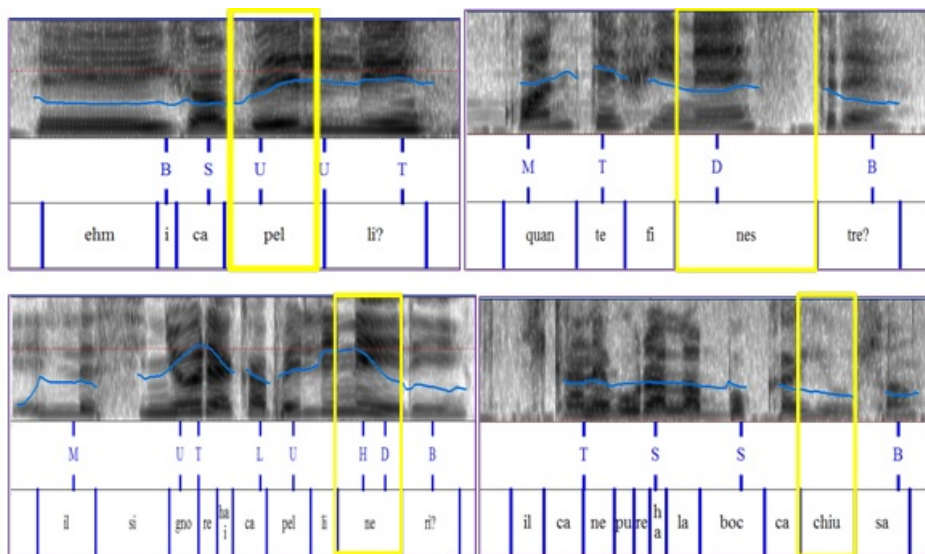 B S U U T
ehm i ca pel li?
M T D B
quan te fi nes tre?
M U T L U H D B
il si gno re hai ca pel li ne ri?
T S S B
il ca ne pu re ha la boc ca chiu sa